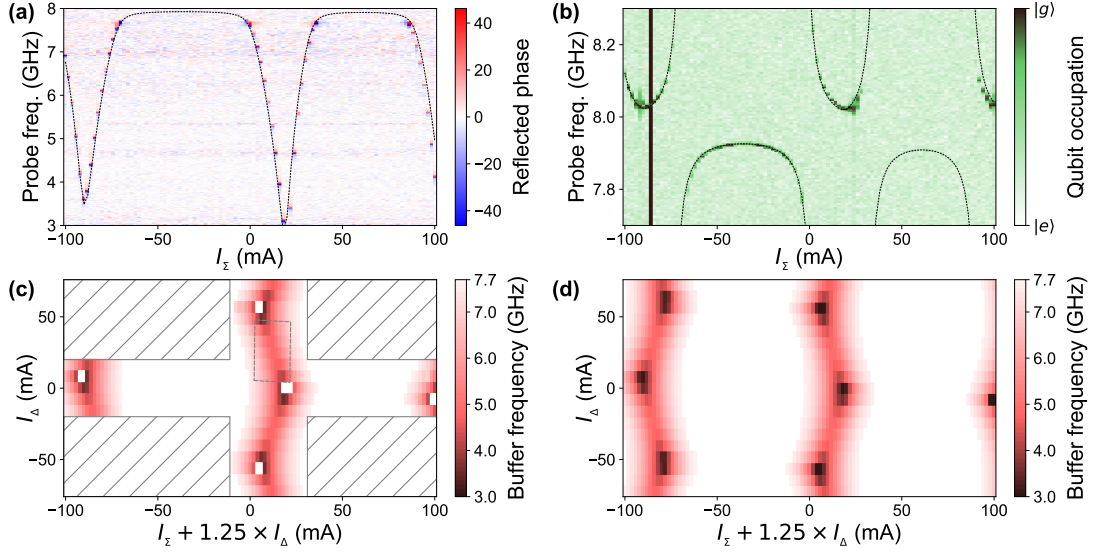 (a)
8
7
6
5
4
3
Probe freq. (GHz)
−100
−50
0
50
100
I_Σ (mA)
40
20
0
−20
−40
Reflected phase
(b)
8.2
8.0
7.8
Probe freq. (GHz)
−100
−50
0
50
100
I_Σ (mA)
|g⟩
|e⟩
Qubit occupation
(c)
50
0
−50
I_Δ (mA)
−100
−50
0
50
100
I_Σ + 1.25 × I_Δ (mA)
7.7
7.0
6.0
5.0
4.0
3.0
Buffer frequency (GHz)
(d)
50
0
−50
I_Δ (mA)
−100
−50
0
50
100
I_Σ + 1.25 × I_Δ (mA)
7.7
7.0
6.0
5.0
4.0
3.0
Buffer frequency (GHz)